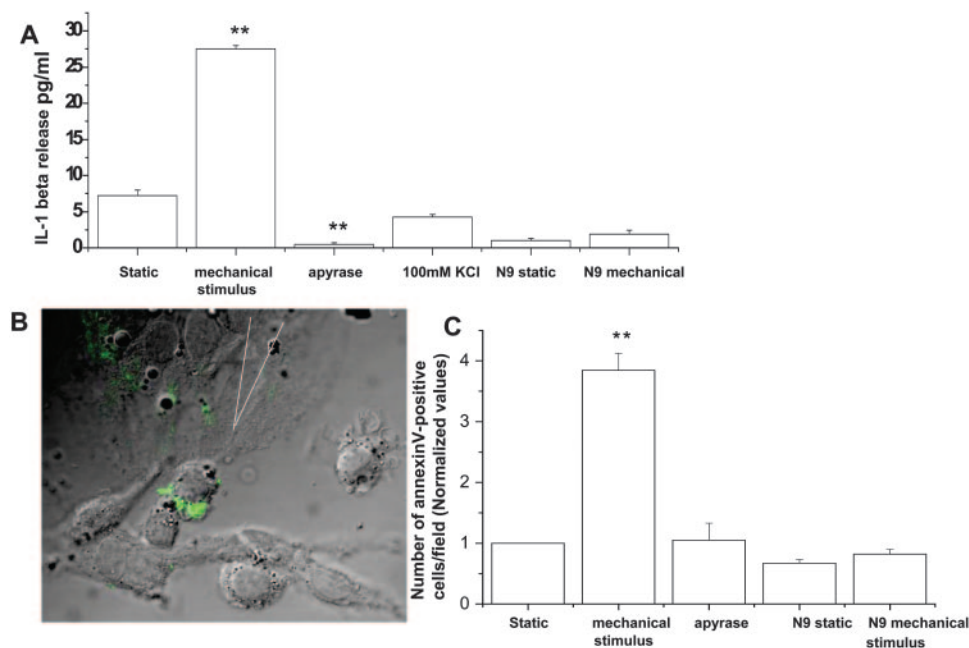 A
IL-1 beta release pg/ml
30
25
20
15
10
5
0
**
**
Static
mechanical
stimulus
apyrase
100mM KCl
N9 static
N9 mechanical
B
C
Number of annexinV-positive
cells/field (Normalized values)
4
3
2
1
0
**
Static
mechanical
stimulus
apyrase
N9 static
N9 mechanical
stimulus